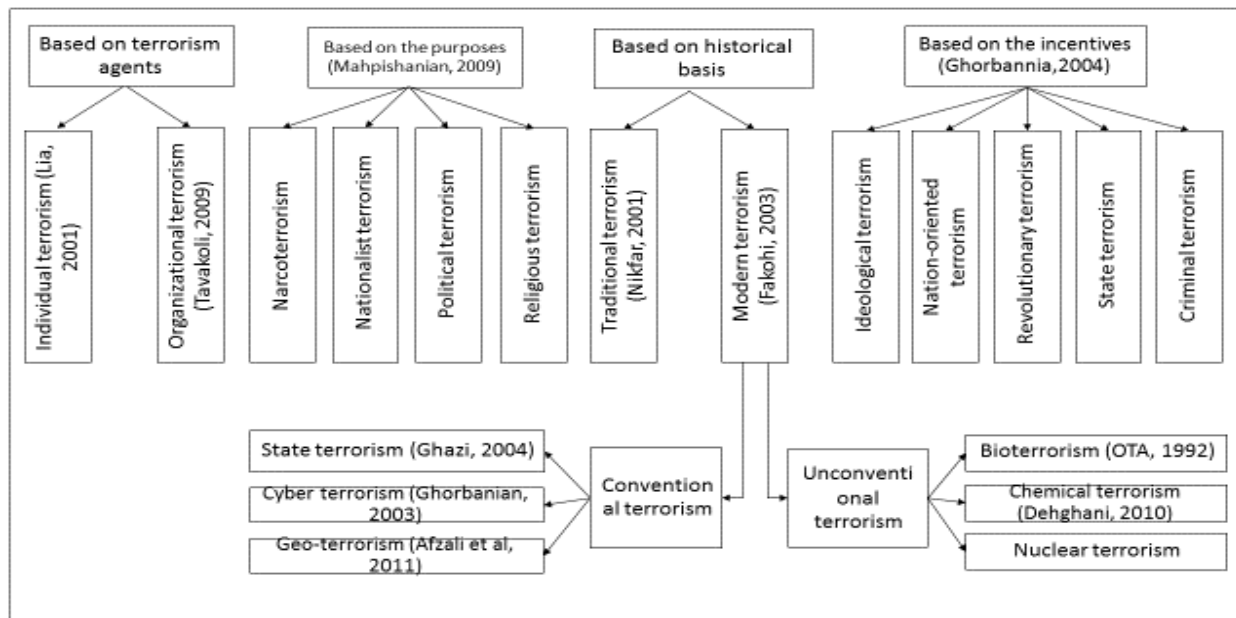 Based on terrorism
agents
Based on the purposes
(Mahpishanian, 2009)
Based on historical
basis
Based on the incentives
(Ghorbannia,2004)
Individual terrorism (Lia,
2001)
Organizational terrorism
(Tavakoli, 2009)
Narcoterrorism
Nationalist terrorism
Political terrorism
Religious terrorism
Traditional terrorism
(Nikfar, 2001)
Modern terrorism
(Fakohi, 2003)
Ideological terrorism
Nation-oriented
terrorism
Revolutionary terrorism
State terrorism
Criminal terrorism
State terrorism (Ghazi, 2004)
Cyber terrorism (Ghorbanian,
2003)
Geo-terrorism (Afzali et al,
2011)
Convention
al terrorism
Unconventi
onal
terrorism
Bioterrorism (OTA, 1992)
Chemical terrorism
(Dehghani, 2010)
Nuclear terrorism